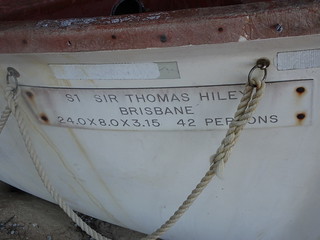 S1 SIR THOMAS HILEY
BRISBANE
24.0X8.0X3.15 42 PERSONS